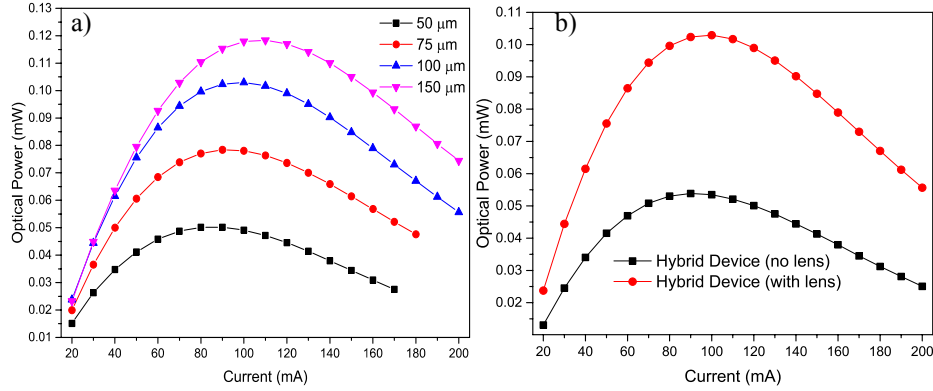 a)
50 μm
75 μm
100 μm
150 μm
Optical Power (mW)
0.13
0.12
0.11
0.10
0.09
0.08
0.07
0.06
0.05
0.04
0.03
0.02
0.01
20 40 60 80 100 120 140 160 180 200
Current (mA)
b)
Optical Power (mW)
0.11
0.10
0.09
0.08
0.07
0.06
0.05
0.04
0.03
0.02
Hybrid Device (no lens)
Hybrid Device (with lens)
20 40 60 80 100 120 140 160 180 200
Current (mA)